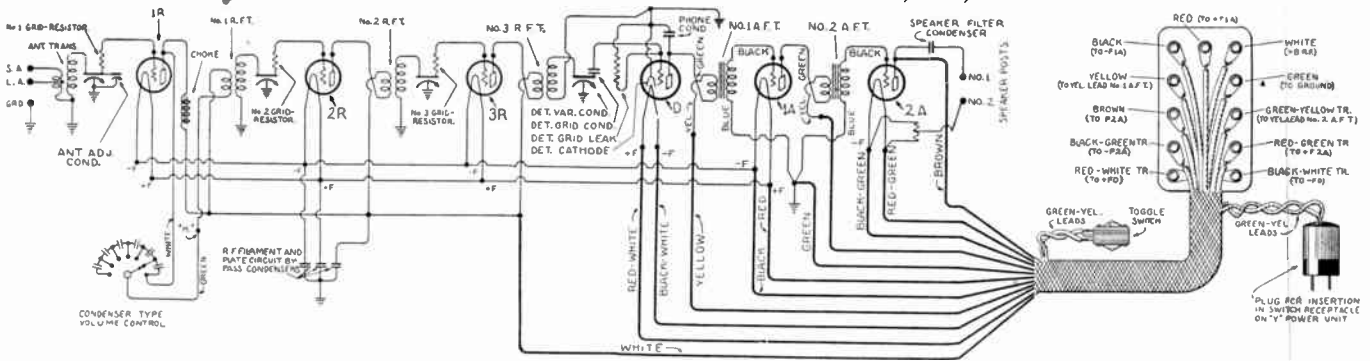 No1 GRID-RESISTOR
1R
No.1 R.F.T.
No.2 R.F.T.
No.3 R.F.T.
PHONE
COND
NO.1 A.F.T.
NO.2 A.F.T.
SPEAKER FILTER
CONDENSER
ANT TRANS
CHOKE
S.A.
L.A.
GRD
GREEN
BLACK
GREEN
BLACK
NO.1
NO. 2
SPEAKER POSTS.
No.2 GRID-
RESISTOR
2R
No.3 GRID-
RESISTOR
3R
DET. VAR. COND.
DET. GRID COND
DET. GRID LEAK
DET. CATHODE
D
1A
2A
YEL
BLUE
YEL
BLUE
ANT ADJ.
COND.
-F
+F
-F
+F
-F
+F
+F
-F
-F
+F
-F
WHITE
GREEN
R F FILAMENT AND
PLATE CIRCUIT BY
PASS CONDENSERS
CONDENSER TYPE
VOLUME CONTROL
RED-WHITE
BLACK-WHITE
YELLOW
BLACK
RED
GREEN
BLACK-GREEN
RED-GREEN
BROWN
WHITE
RED (TO +F1A)
BLACK
(TO -F1A)
WHITE
YELLOW
(TO YEL LEAD No 1 A F T.)
GREEN
(TO GROUND)
BROWN
(TO P2A)
GREEN-YELLOW TR.
(TO YEL LEAD No. 2. A.F.T.)
BLACK-GREEN TR
(TO -F2A)
RED-GREEN TR
(TO +F 2A)
RED-WHITE TR
(TO +FD)
BLACK-WHITE TR.
(TO -FD)
GREEN-YEL.
LEADS
TOGGLE
SWITCH
GREEN-YEL
LEADS
PLUG FOR INSERTION
IN SWITCH RECEPTACLE
ON "Y" POWER UNIT